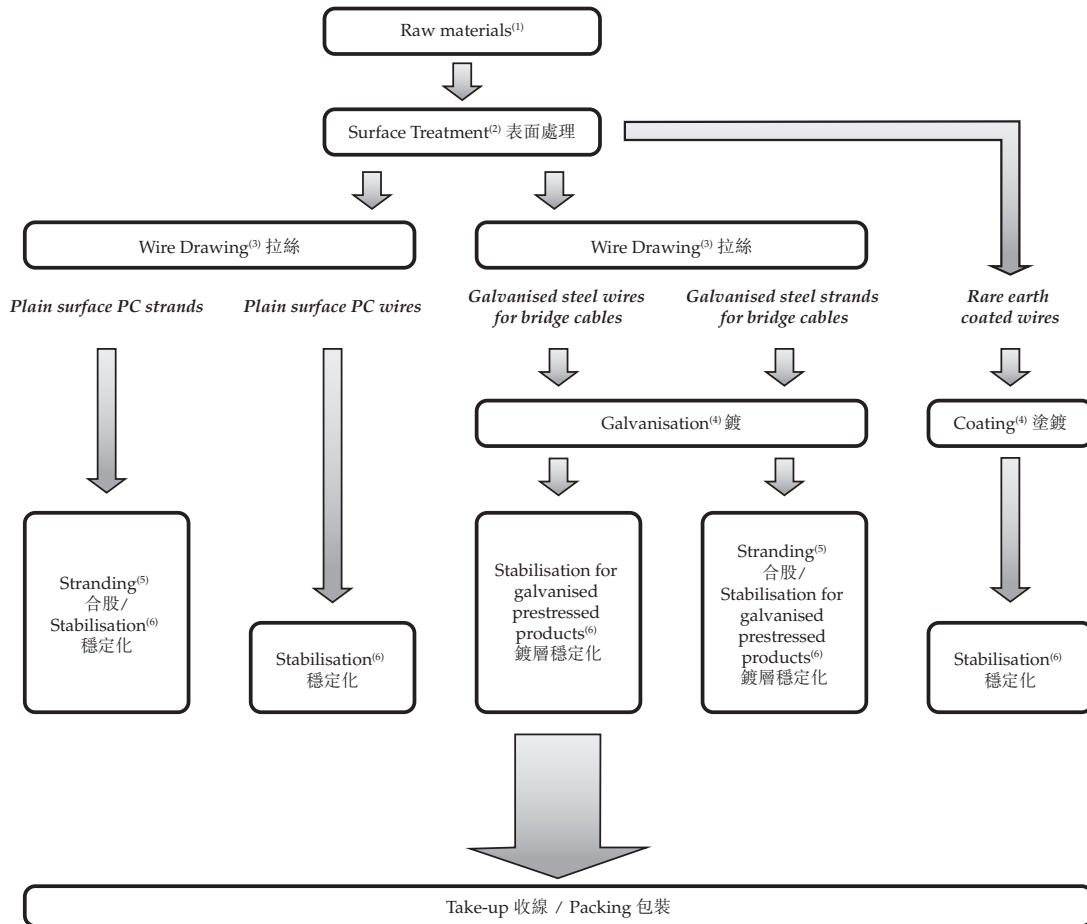 Raw materials(1)
Surface Treatment(2) 表面處理
Wire Drawing(3) 拉絲
Wire Drawing(3) 拉絲
Plain surface PC strands
Plain surface PC wires
Galvanised steel wires
for bridge cables
Galvanised steel strands
for bridge cables
Rare earth
coated wires
Galvanisation(4) 鍍
Coating(4) 塗鍍
Stranding(5)
合股/
Stabilisation(6)
穩定化
Stabilisation(6)
穩定化
Stabilisation for
galvanised
prestressed
products(6)
鍍層穩定化
Stranding(5)
合股/
Stabilisation for
galvanised
prestressed
products(6)
鍍層穩定化
Stabilisation(6)
穩定化
Take-up 收線 / Packing 包裝